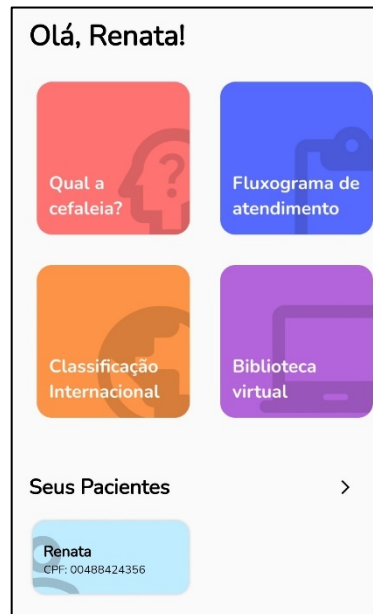 Olá, Renata!
Qual a
cefaleia?
Fluxograma de
atendimento
Classificação
Internacional
Biblioteca
virtual
Seus Pacientes
Renata
CPF: 00488424356